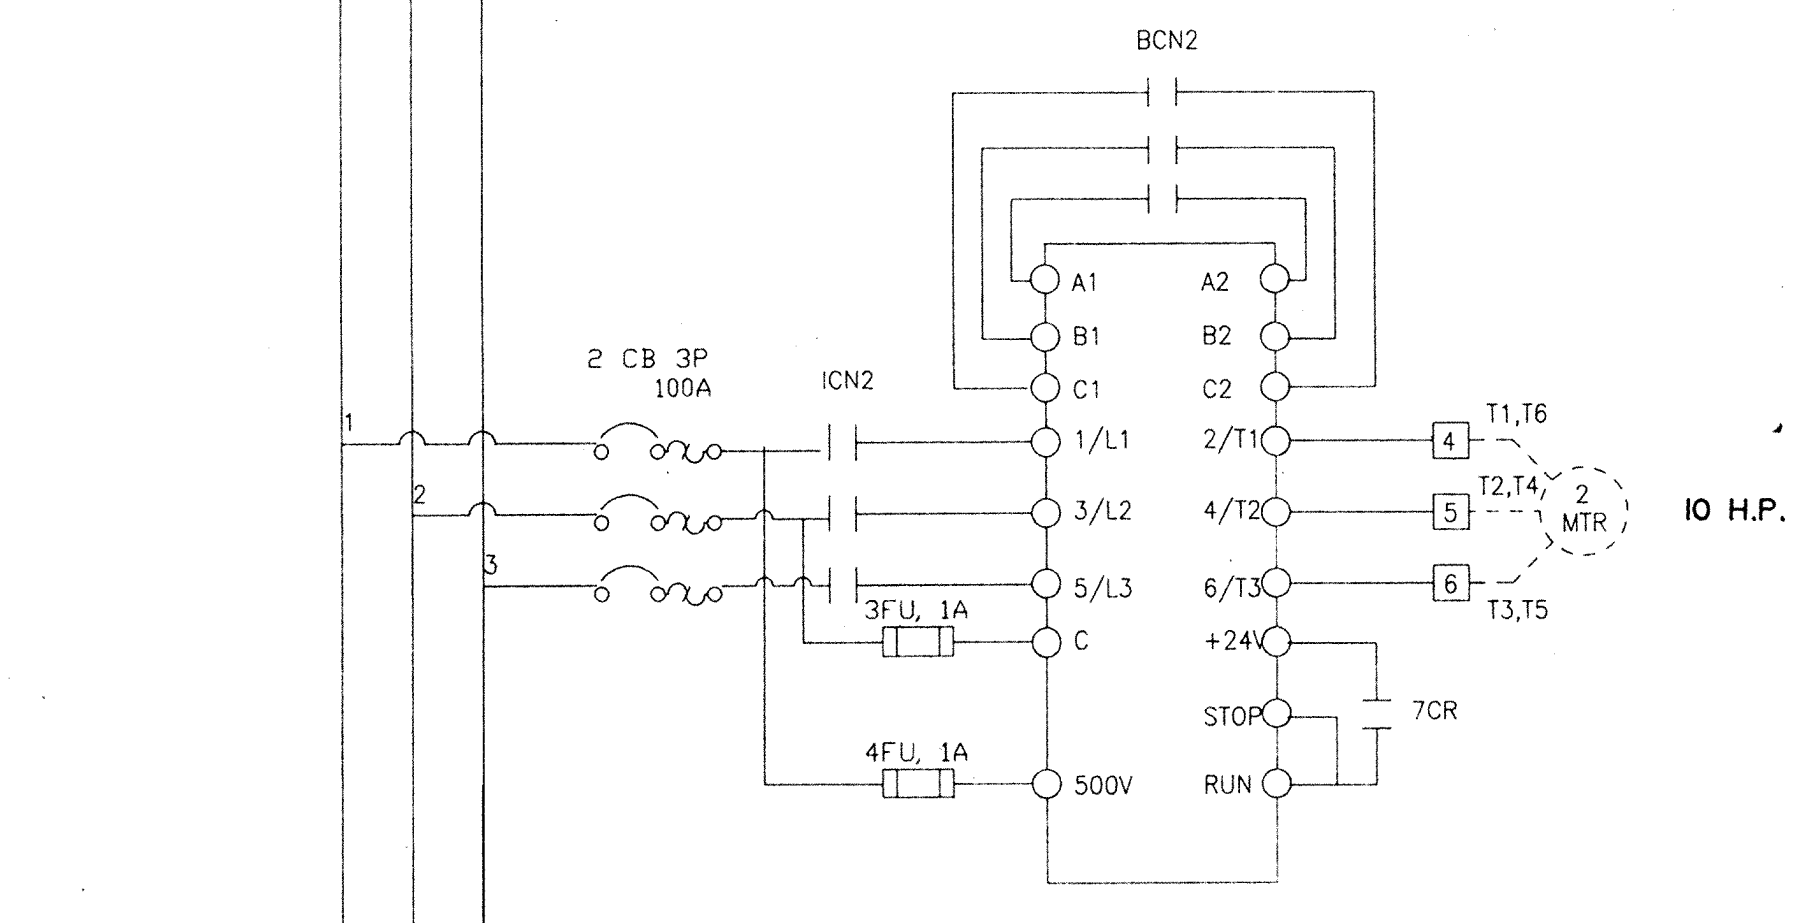 BCN2
A1
A2
B1
B2
2 CB 3P
100A
ICN2
C1
C2
1
1/L1
2/T1
4
T1,T6
2
3/L2
4/T2
5
T2,T4
2
MTR
10 H.P.
3
5/L3
6/T3
6
T3,T5
3FU, 1A
C
+24V
STOP
7CR
4FU, 1A
500V
RUN